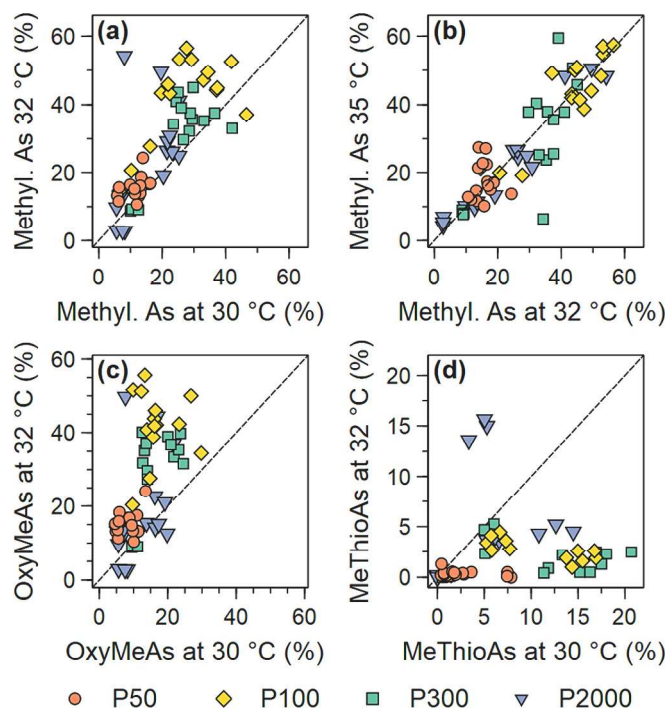 (a)
Methyl. As 32 °C (%)
60
40
20
0
0 20 40 60
Methyl. As at 30 °C (%)
(b)
Methyl. As 35 °C (%)
60
40
20
0
0 20 40 60
Methyl. As at 32 °C (%)
(c)
OxyMeAs at 32 °C (%)
60
40
20
0
0 20 40 60
OxyMeAs at 30 °C (%)
(d)
MeThioAs at 32 °C (%)
20
15
10
5
0
0 5 10 15 20
MeThioAs at 30 °C (%)
P50 P100 P300 P2000